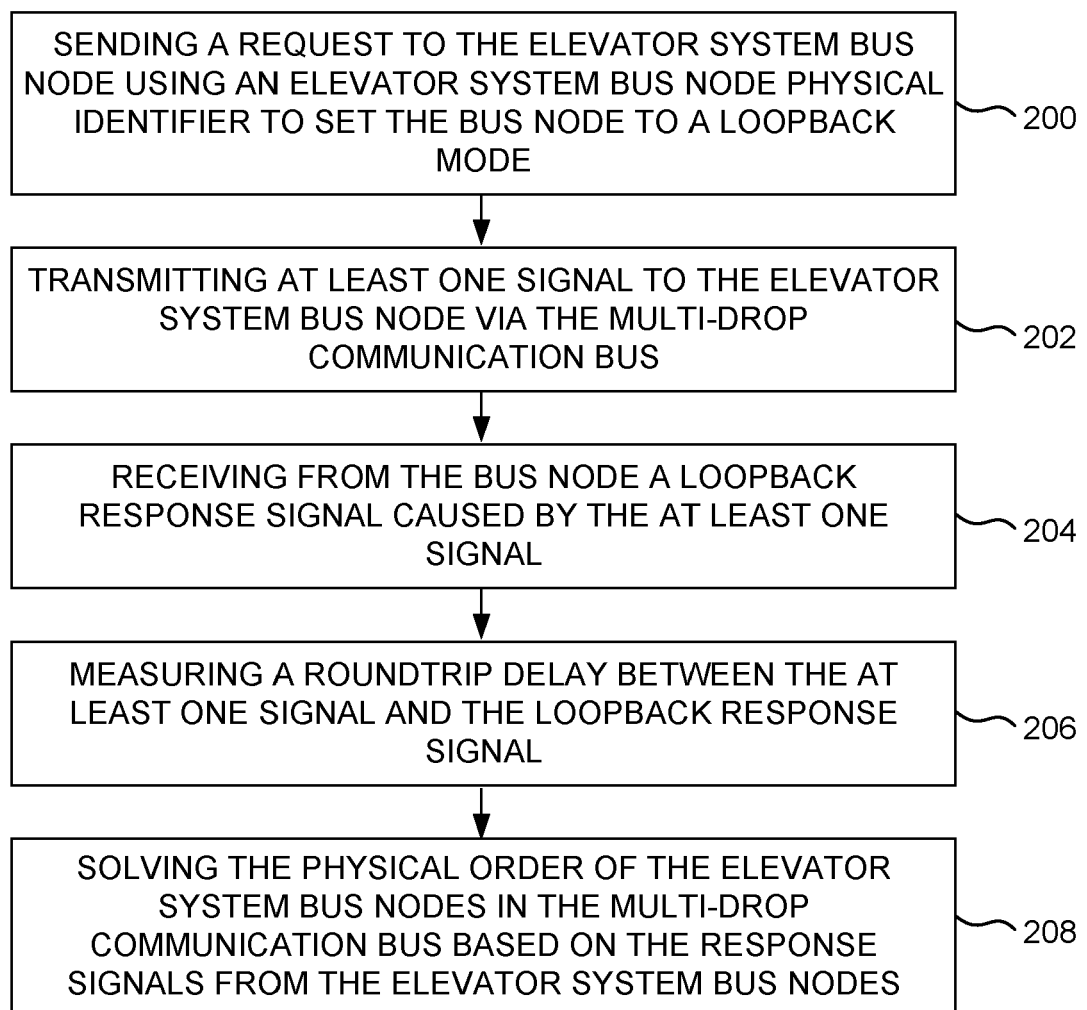 SENDING A REQUEST TO THE ELEVATOR SYSTEM BUS
NODE USING AN ELEVATOR SYSTEM BUS NODE PHYSICAL
IDENTIFIER TO SET THE BUS NODE TO A LOOPBACK
MODE
200
TRANSMITTING AT LEAST ONE SIGNAL TO THE ELEVATOR
SYSTEM BUS NODE VIA THE MULTI-DROP
COMMUNICATION BUS
202
RECEIVING FROM THE BUS NODE A LOOPBACK
RESPONSE SIGNAL CAUSED BY THE AT LEAST ONE
SIGNAL
204
MEASURING A ROUNDTRIP DELAY BETWEEN THE AT
LEAST ONE SIGNAL AND THE LOOPBACK RESPONSE
SIGNAL
206
SOLVING THE PHYSICAL ORDER OF THE ELEVATOR
SYSTEM BUS NODES IN THE MULTI-DROP
COMMUNICATION BUS BASED ON THE RESPONSE
SIGNALS FROM THE ELEVATOR SYSTEM BUS NODES
208